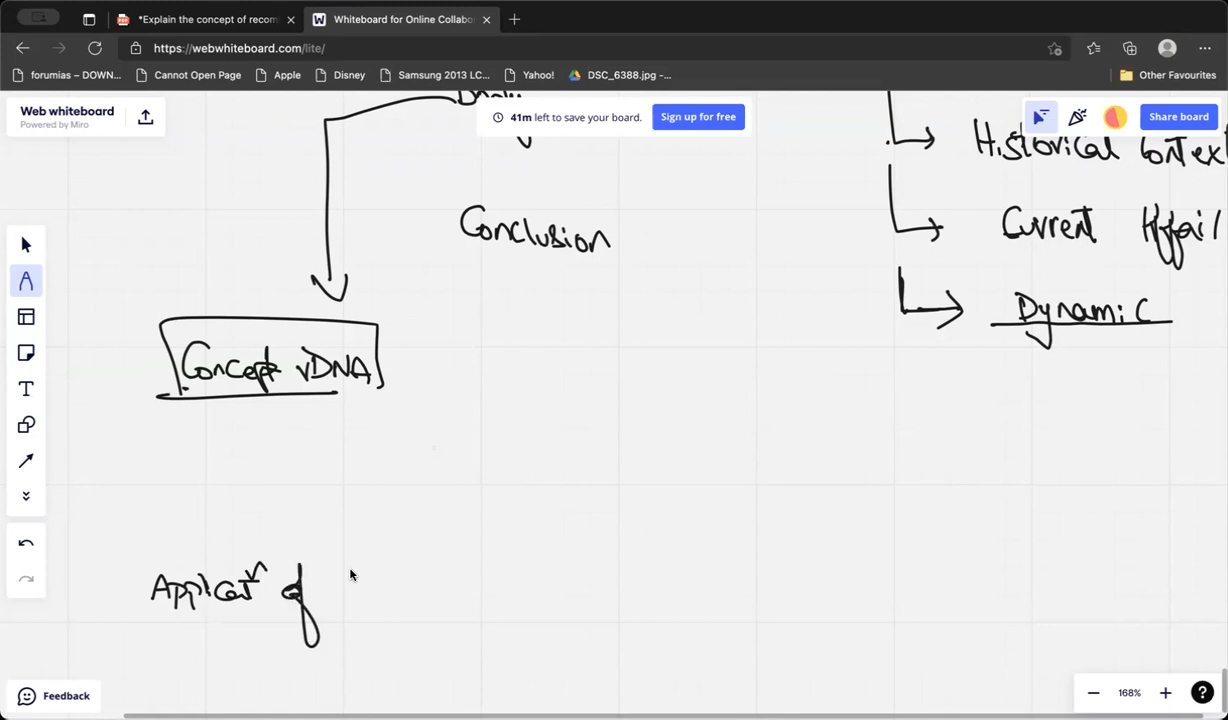 *Explain the concept of recom
Whiteboard for Online Collabo
https://webwhiteboard.com/lite/
forumias – DOWN...
Cannot Open Page
Apple
Disney
Samsung 2013 LC...
Yahoo!
DSC_6388.jpg -...
Other Favourites
Web whiteboard
Powered by Miro
41m left to save your board.
Sign up for free
Share board
Historical Context
Current Affair
Conclusion
Dynamic
Concept rDNA
Applicatn of
Feedback
168%